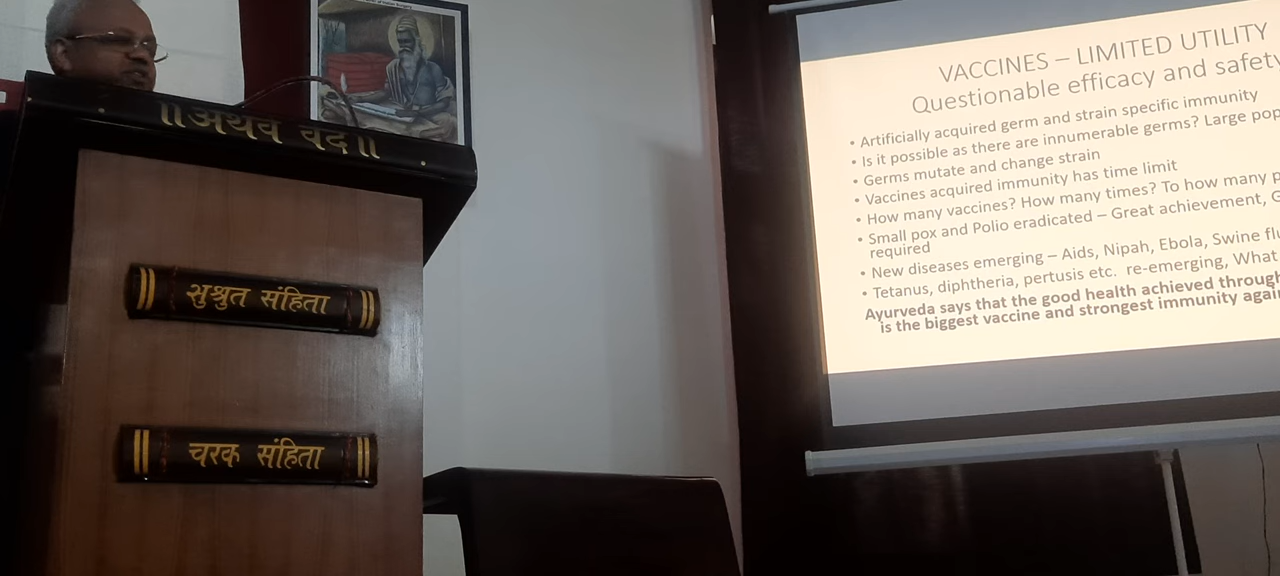 ॥अथर्व वेद॥
सुश्रुत संहिता
चरक संहिता
VACCINES – LIMITED UTILITY
Questionable efficacy and safety
• Artificially acquired germ and strain specific immunity
• Is it possible as there are innumerable germs? Large
• Germs mutate and change strain
• Vaccines acquired immunity has time limit
• How many vaccines? How many times? To how many
• Small pox and Polio eradicated – Great achievement,
required
• New diseases emerging – Aids, Nipah, Ebola, Swine
• Tetanus, diphtheria, pertusis etc. re-emerging, What
Ayurveda says that the good health achieved through
is the biggest vaccine and strongest immunity